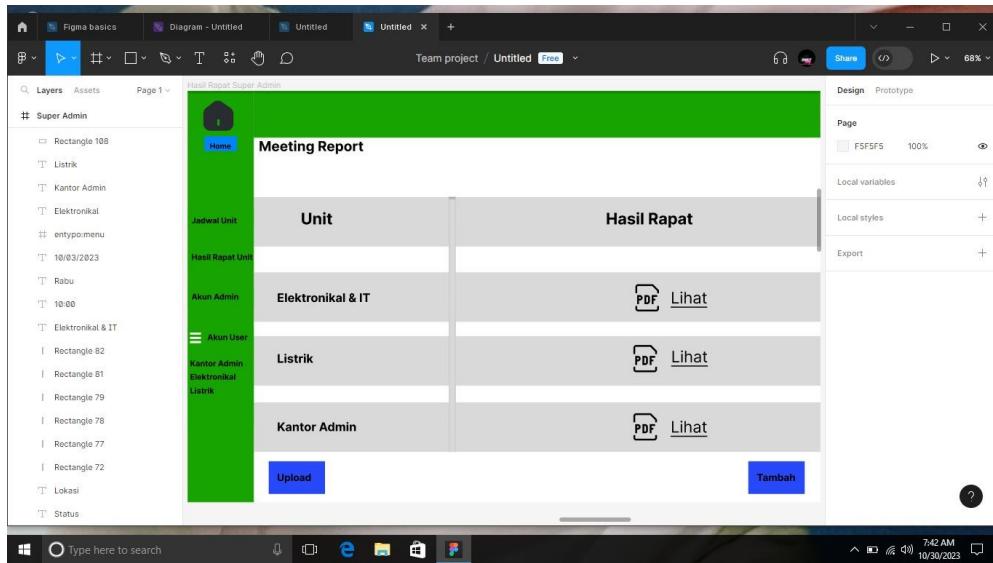 Figma basics
Diagram - Untitled
Untitled
Untitled
Team project / Untitled Free
Share
68%
Layers Assets Page 1
Super Admin
Rectangle 108
Listrik
Kantor Admin
Elektronikal
entypo:menu
10/03/2023
Rabu
10:00
Elektronikal & IT
Rectangle 82
Rectangle 81
Rectangle 79
Rectangle 78
Rectangle 77
Rectangle 72
Lokasi
Status
Hasil Rapat Super Admin
Home
Jadwal Unit
Hasil Rapat Unit
Akun Admin
Akun User
Kantor Admin
Elektronikal
Listrik
Meeting Report
Unit Hasil Rapat
Elektronikal & IT PDF Lihat
Listrik PDF Lihat
Kantor Admin PDF Lihat
Upload Tambah
Design Prototype
Page
F5F5F5 100%
Local variables
Local styles
Export
?
Type here to search
7:42 AM
10/30/2023